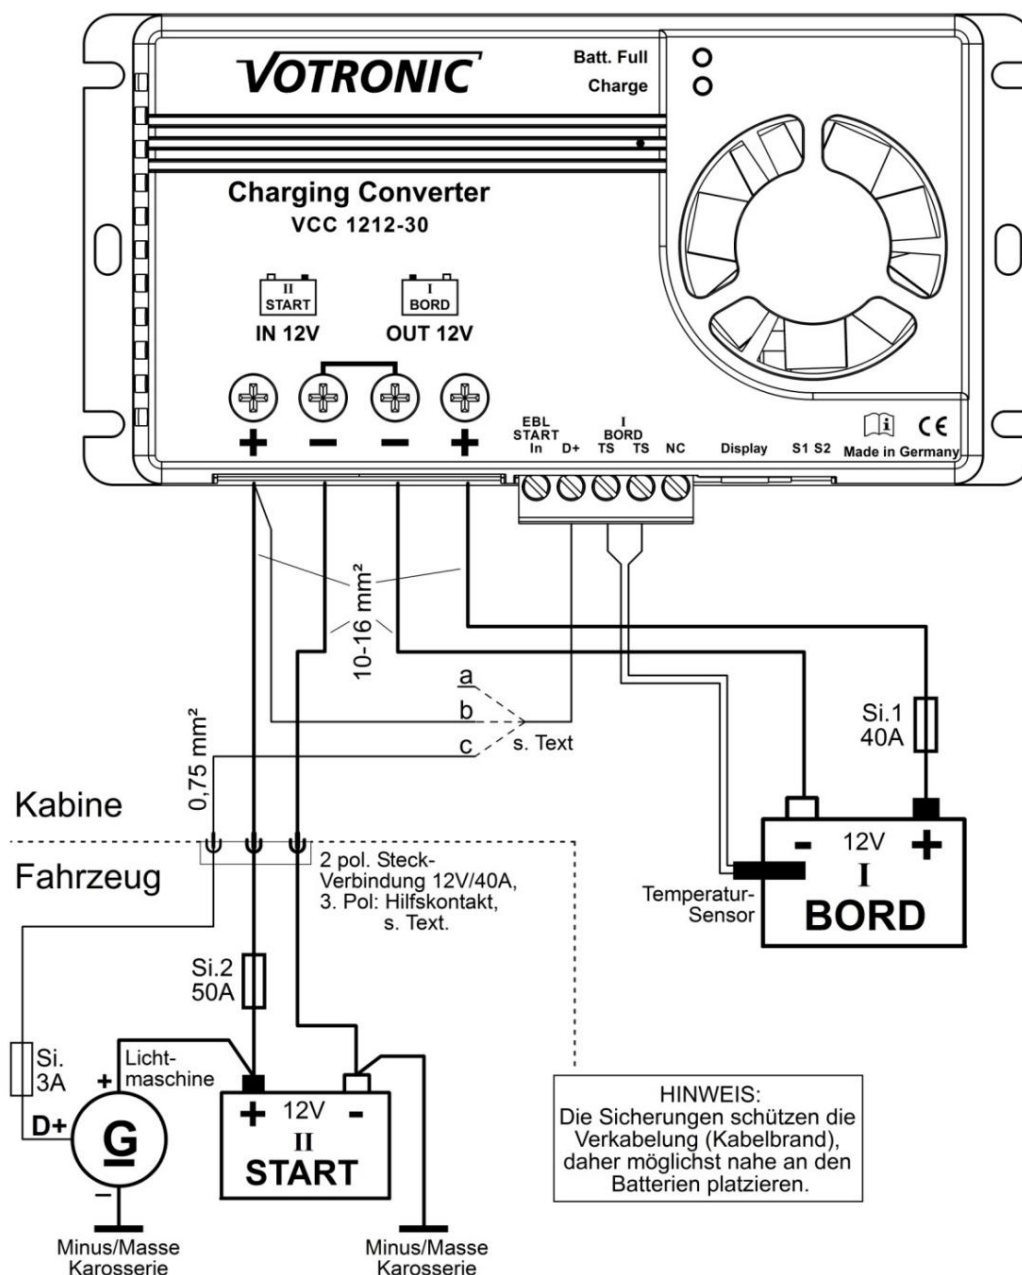 VOTRONIC
Batt. Full
Charge
Charging Converter
VCC 1212-30
II
START
I
BORD
IN 12V
OUT 12V
+
−
−
+
EBL
START
In
D+
I
BORD
TS
TS
NC
Display
S1 S2
i
CE
Made in Germany
10-16 mm²
0,75 mm²
a
b
c
s. Text
Si.1
40A
Kabine
Fahrzeug
2 pol. Steck-
Verbindung 12V/40A,
3. Pol: Hilfskontakt,
s. Text.
- 12V +
I
BORD
Temperatur-
Sensor
Si.2
50A
Si.
3A
+
Licht-
maschine
D+
G
−
+ 12V -
II
START
Minus/Masse
Karosserie
Minus/Masse
Karosserie
HINWEIS:
Die Sicherungen schützen die
Verkabelung (Kabelbrand),
daher möglichst nahe an den
Batterien platzieren.